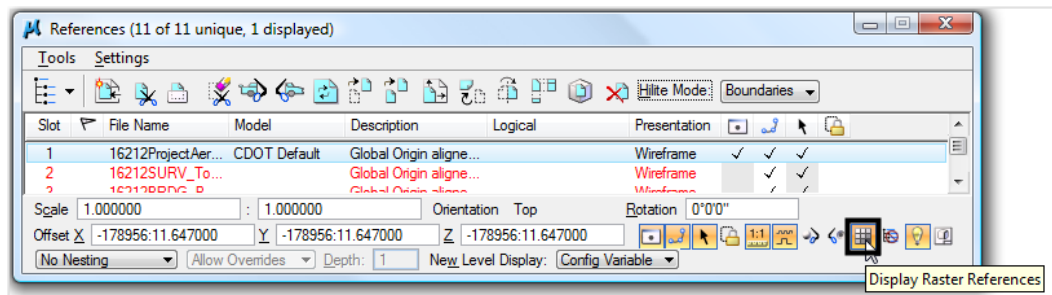 References (11 of 11 unique, 1 displayed)
Tools Settings
Hilite Mode: Boundaries
Slot File Name Model Description Logical Presentation
1 16212ProjectAer... CDOT Default Global Origin aligne... Wireframe
2 16212SURV_To... Global Origin aligne... Wireframe
Scale 1.000000 : 1.000000 Orientation Top Rotation 0°0'0"
Offset X -178956:11.647000 Y -178956:11.647000 Z -178956:11.647000 1:1
No Nesting Allow Overrides Depth: 1 New Level Display: Config Variable
Display Raster References